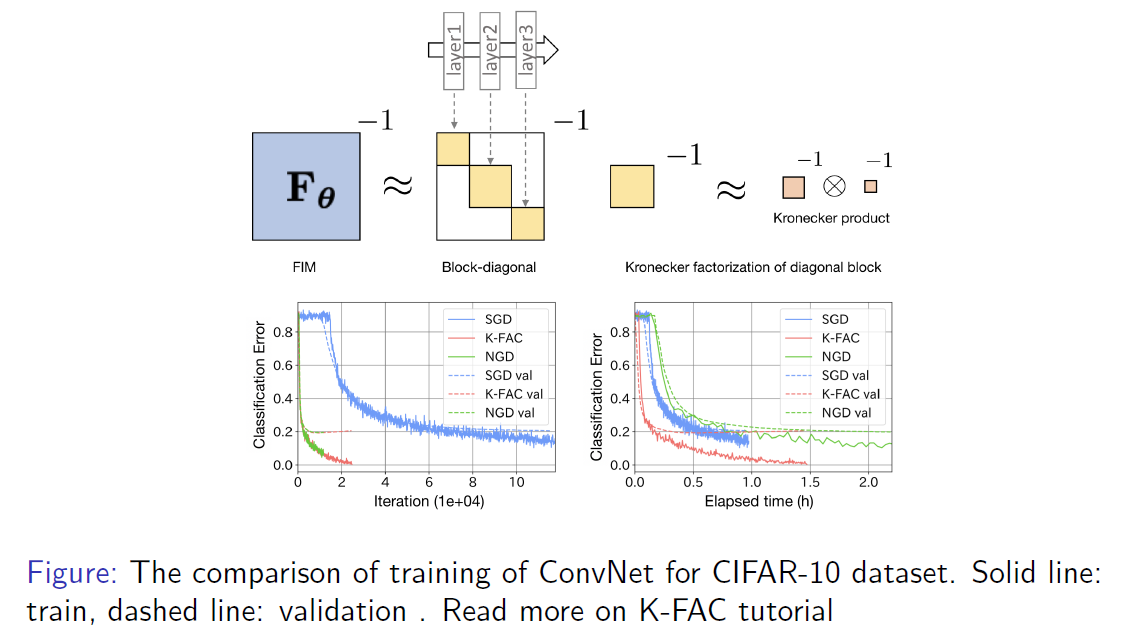 layer1
layer2
layer3
−1
−1
−1
−1
−1
F_θ
≈
≈
⊗
Kronecker product
FIM
Block-diagonal
Kronecker factorization of diagonal block
Classification Error
0.8
0.6
0.4
0.2
0.0
0
2
4
6
8
10
Iteration (1e+04)
SGD
K-FAC
NGD
SGD val
K-FAC val
NGD val
Classification Error
0.8
0.6
0.4
0.2
0.0
0.0
0.5
1.0
1.5
2.0
Elapsed time (h)
SGD
K-FAC
NGD
SGD val
K-FAC val
NGD val
Figure: The comparison of training of ConvNet for CIFAR-10 dataset. Solid line:
train, dashed line: validation . Read more on K-FAC tutorial